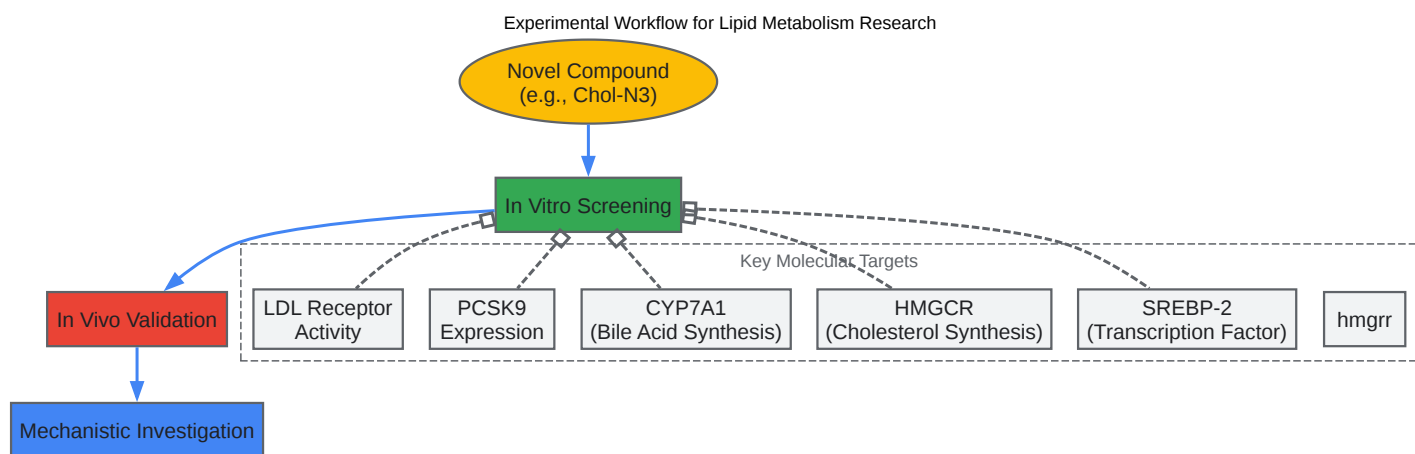 Experimental Workflow for Lipid Metabolism Research
Novel Compound
(e.g., Chol-N3)
In Vitro Screening
Key Molecular Targets
In Vivo Validation
LDL Receptor
Activity
PCSK9
Expression
CYP7A1
(Bile Acid Synthesis)
HMGCR
(Cholesterol Synthesis)
SREBP-2
(Transcription Factor)
hmgrr
Mechanistic Investigation